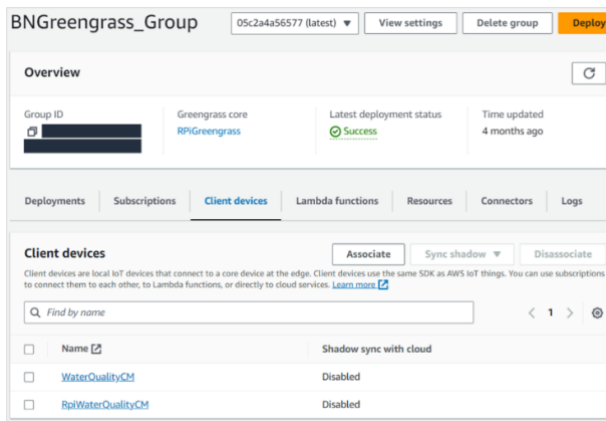 BNGreengrass_Group
05c2a4a56577 (latest)
View settings
Delete group
Deploy
Overview
Group ID
Greengrass core
Latest deployment status
Time updated
RPiGreengrass
Success
4 months ago
Deployments
Subscriptions
Client devices
Lambda functions
Resources
Connectors
Logs
Client devices
Associate
Sync shadow
Disassociate
Client devices are local IoT devices that connect to a core device at the edge. Client devices use the same SDK as AWS IoT things. You can use subscriptions
to connect them to each other, to Lambda functions, or directly to cloud services. Learn more
Find by name
1
Name
Shadow sync with cloud
WaterQualityCM
Disabled
RpiWaterQualityCM
Disabled